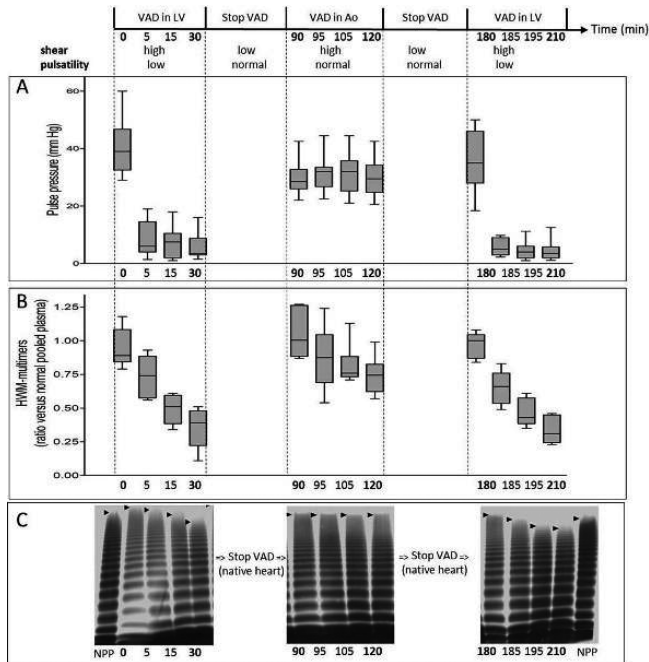 VAD in LV Stop VAD VAD in Ao Stop VAD VAD in LV
Time (min)
0 5 15 30 90 95 105 120 180 185 195 210
shear high low high low high
pulsatility low normal normal normal low
A
Pulse pressure (mm Hg)
60
40
20
0
0 5 15 30 90 95 105 120 180 185 195 210
B
HWM-multimers
(ratio versus normal pooled plasma)
1.25
1.00
0.75
0.50
0.25
0.00
0 5 15 30 90 95 105 120 180 185 195 210
C
=> Stop VAD => => Stop VAD =>
(native heart) (native heart)
NPP 0 5 15 30 90 95 105 120 180 185 195 210 NPP